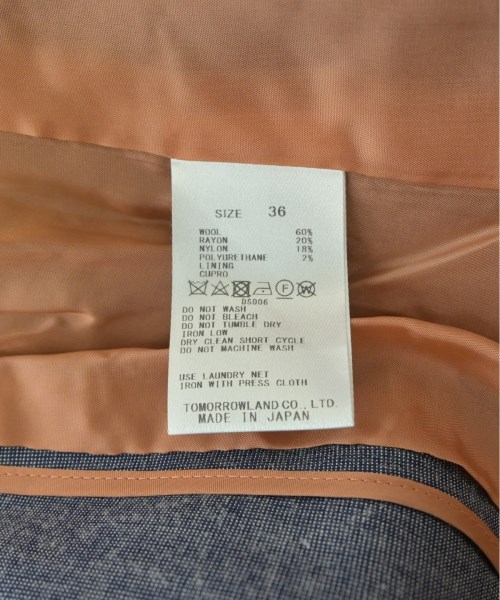 SIZE 36
WOOL 60%
RAYON 20%
NYLON 18%
POLYURETHANE 2%
LINING
CUPRO
DS006
DO NOT WASH
DO NOT BLEACH
DO NOT TUMBLE DRY
IRON LOW
DRY CLEAN SHORT CYCLE
DO NOT MACHINE WASH
USE LAUNDRY NET
IRON WITH PRESS CLOTH
TOMORROWLAND CO., LTD.
MADE IN JAPAN